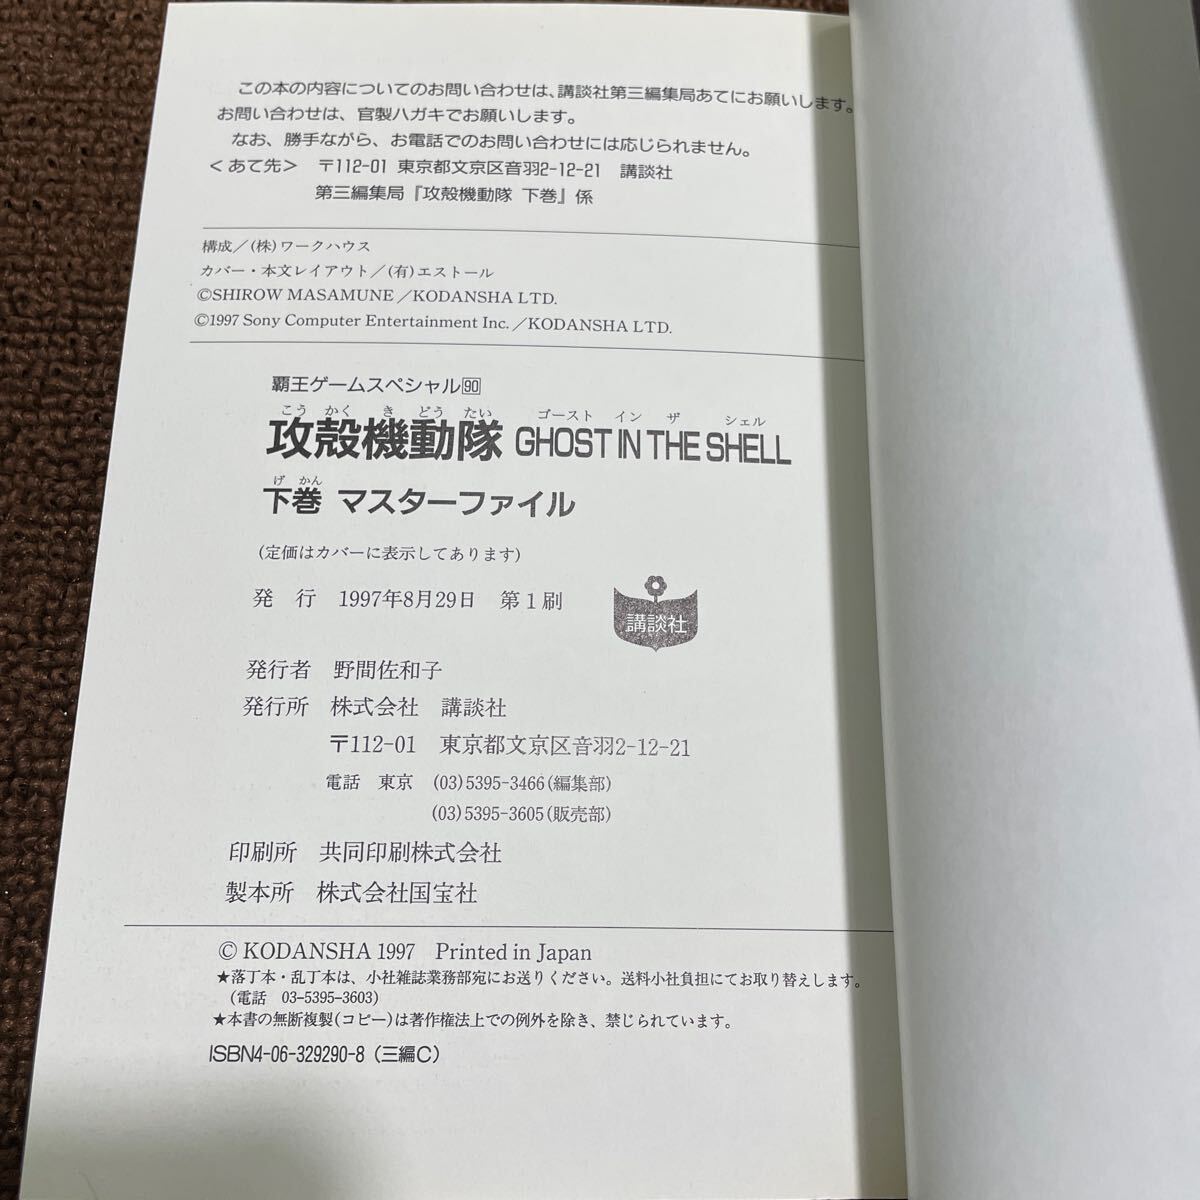 この本の内容についてのお問い合わせは、講談社第三編集局あてにお願いします。
お問い合わせは、官製ハガキでお願いします。
なお、勝手ながら、お電話でのお問い合わせには応じられません。
<あて先> 〒112-01 東京都文京区音羽2-12-21 講談社
第三編集局『攻殻機動隊 下巻』係
構成／(株)ワークハウス
カバー・本文レイアウト／(有)エストール
©SHIROW MASAMUNE／KODANSHA LTD.
©1997 Sony Computer Entertainment Inc.／KODANSHA LTD.
覇王ゲームスペシャル90
こう かく き どう たい ゴースト イン ザ シェル
攻殻機動隊 GHOST IN THE SHELL
げ かん
下巻 マスターファイル
(定価はカバーに表示してあります)
発 行 1997年8月29日 第1刷
講談社
発行者 野間佐和子
発行所 株式会社 講談社
〒112-01 東京都文京区音羽2-12-21
電話 東京 (03)5395-3466(編集部)
(03)5395-3605(販売部)
印刷所 共同印刷株式会社
製本所 株式会社国宝社
© KODANSHA 1997 Printed in Japan
★落丁本・乱丁本は、小社雑誌業務部宛にお送りください。送料小社負担にてお取り替えします。
(電話 03-5395-3603)
★本書の無断複製(コピー)は著作権法上での例外を除き、禁じられています。
ISBN4-06-329290-8 (三編C)